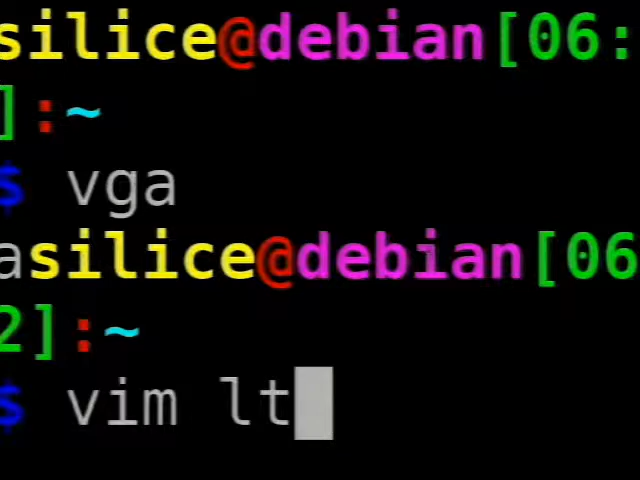 silice@debian[06:
]:~
$ vga
asilice@debian[06
2]:~
$ vim lt